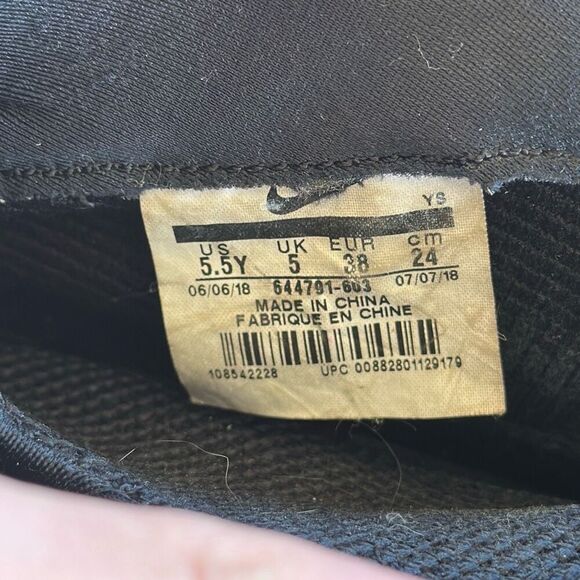 YS
US UK EUR cm
5.5Y 5 38 24
06/06/18 644791-603 07/07/18
MADE IN CHINA
FABRIQUE EN CHINE
108542228 UPC 00882801129179